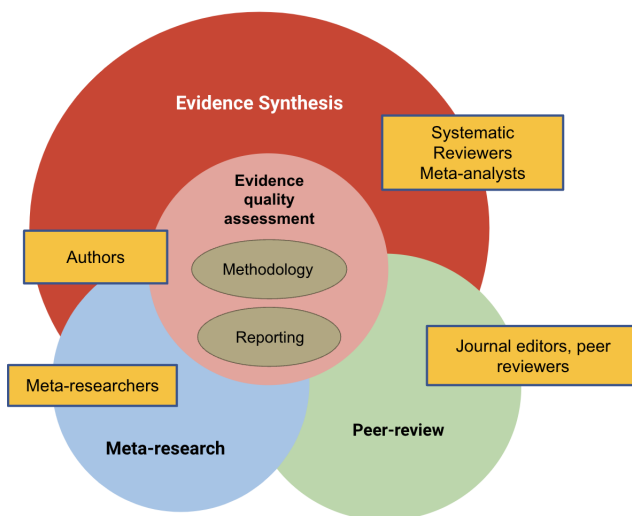 Evidence Synthesis
Systematic
Reviewers
Meta-analysts
Evidence
quality
assessment
Authors
Methodology
Reporting
Journal editors, peer
reviewers
Meta-researchers
Peer-review
Meta-research